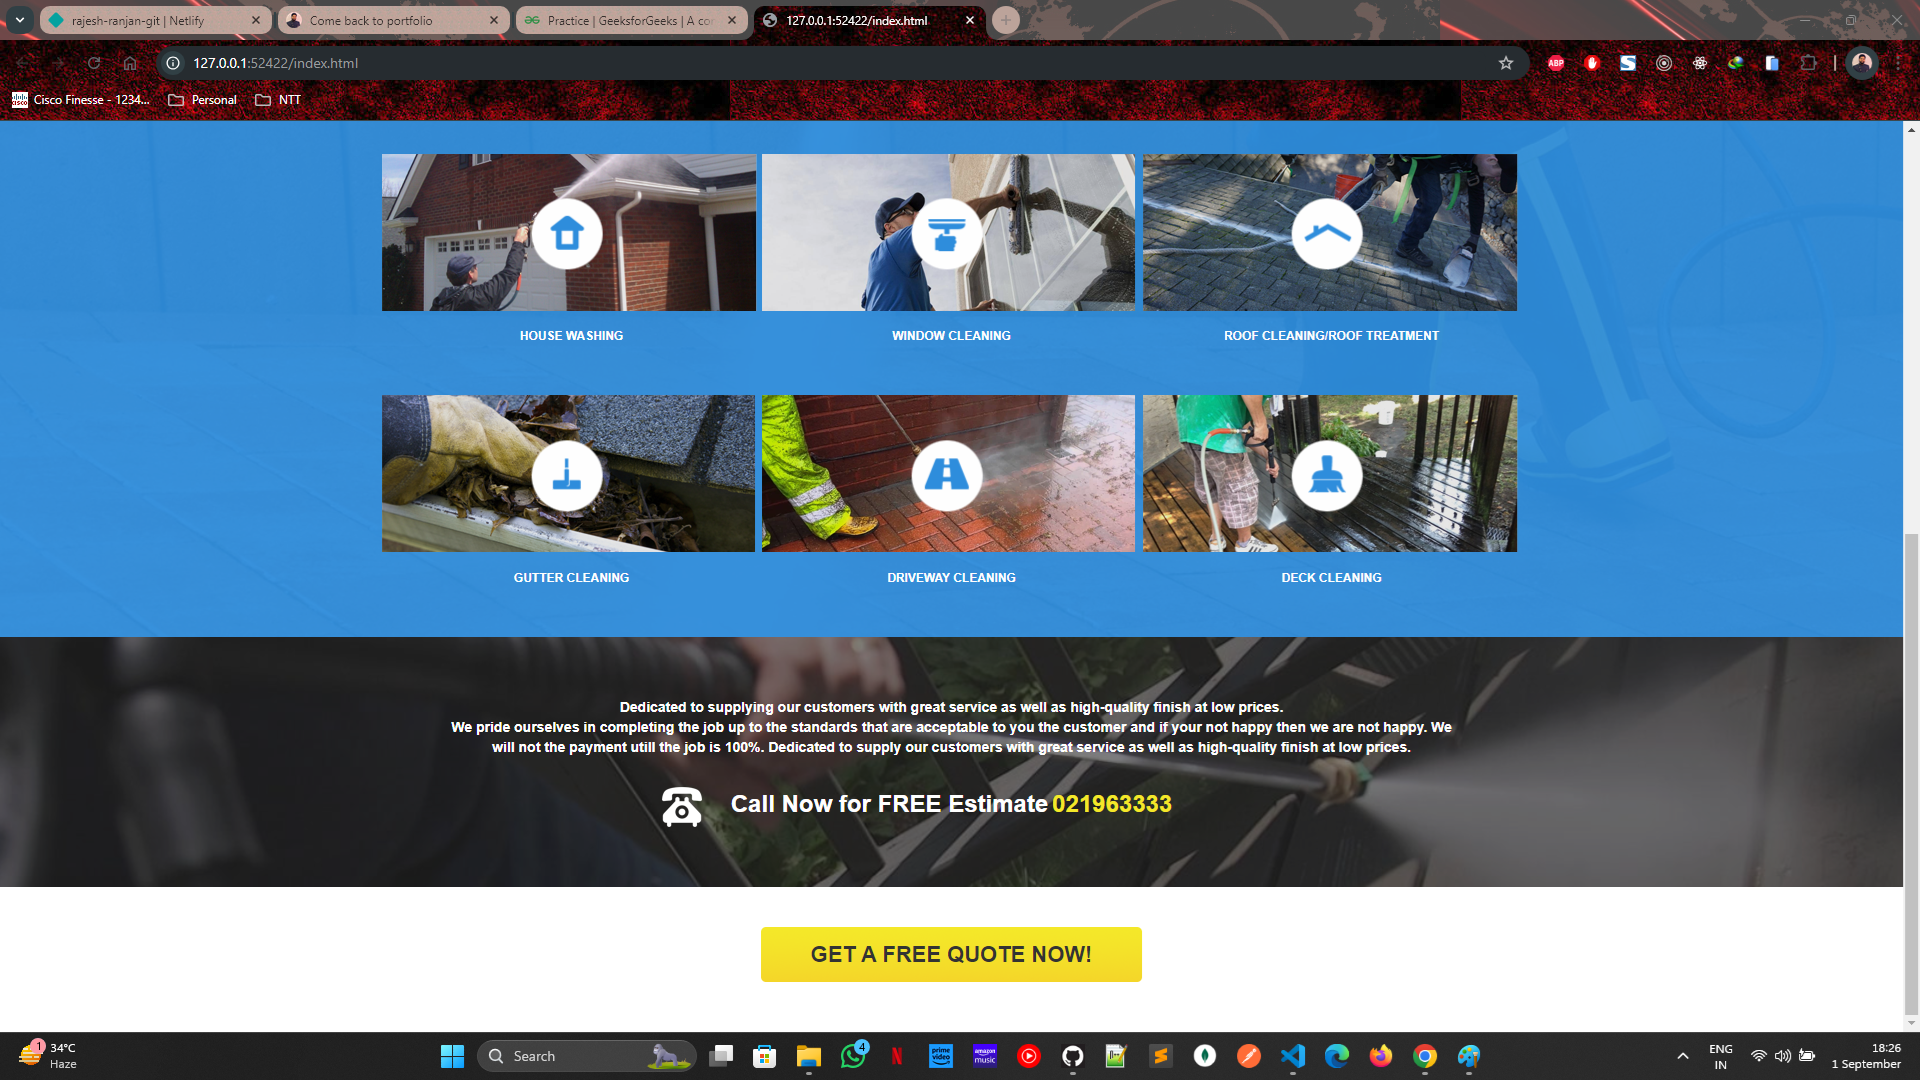 rajesh-ranjan-git | Netlify
Come back to portfolio
Practice | GeeksforGeeks | A co
127.0.0.1:52422/index.html
127.0.0.1:52422/index.html
ABP
Cisco Finesse - 1234...
Personal
NTT
HOUSE WASHING
WINDOW CLEANING
ROOF CLEANING/ROOF TREATMENT
GUTTER CLEANING
DRIVEWAY CLEANING
DECK CLEANING
Dedicated to supplying our customers with great service as well as high-quality finish at low prices.
We pride ourselves in completing the job up to the standards that are acceptable to you the customer and if your not happy then we are not happy. We
will not the payment utill the job is 100%. Dedicated to supply our customers with great service as well as high-quality finish at low prices.
Call Now for FREE Estimate 021963333
GET A FREE QUOTE NOW!
1
34°C
Haze
Search
4
prime video
amazon music
ENG
IN
18:26
1 September